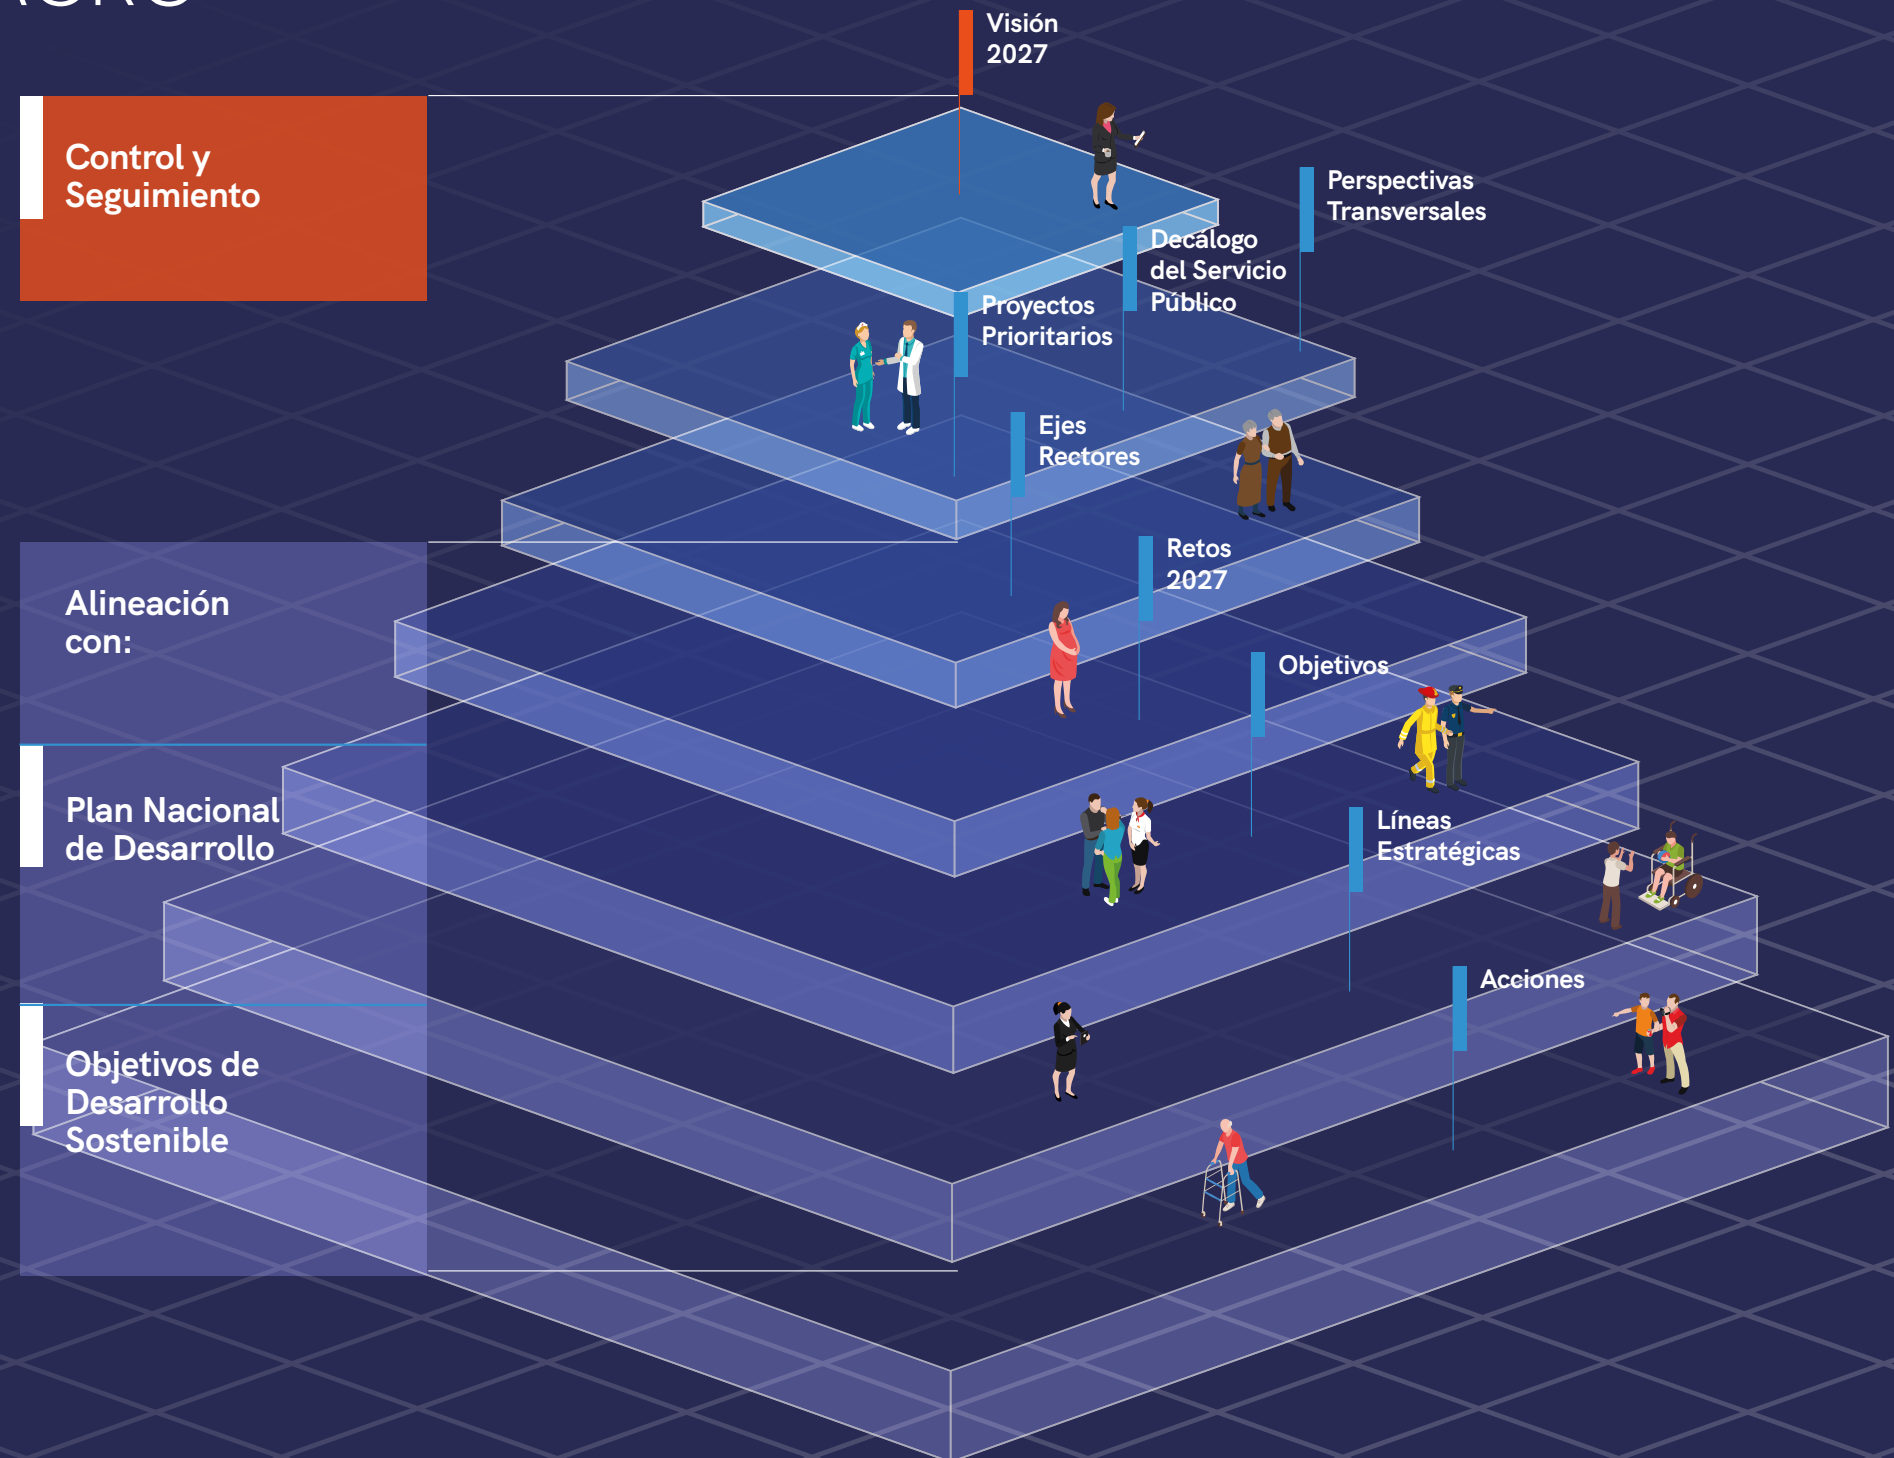 Visión
2027
Control y
Seguimiento
Perspectivas
Transversales
Decálogo
del Servicio
Público
Proyectos
Prioritarios
Ejes
Rectores
Retos
2027
Alineación
con:
Objetivos
Plan Nacional
de Desarrollo
Líneas
Estratégicas
Acciones
Objetivos de
Desarrollo
Sostenible